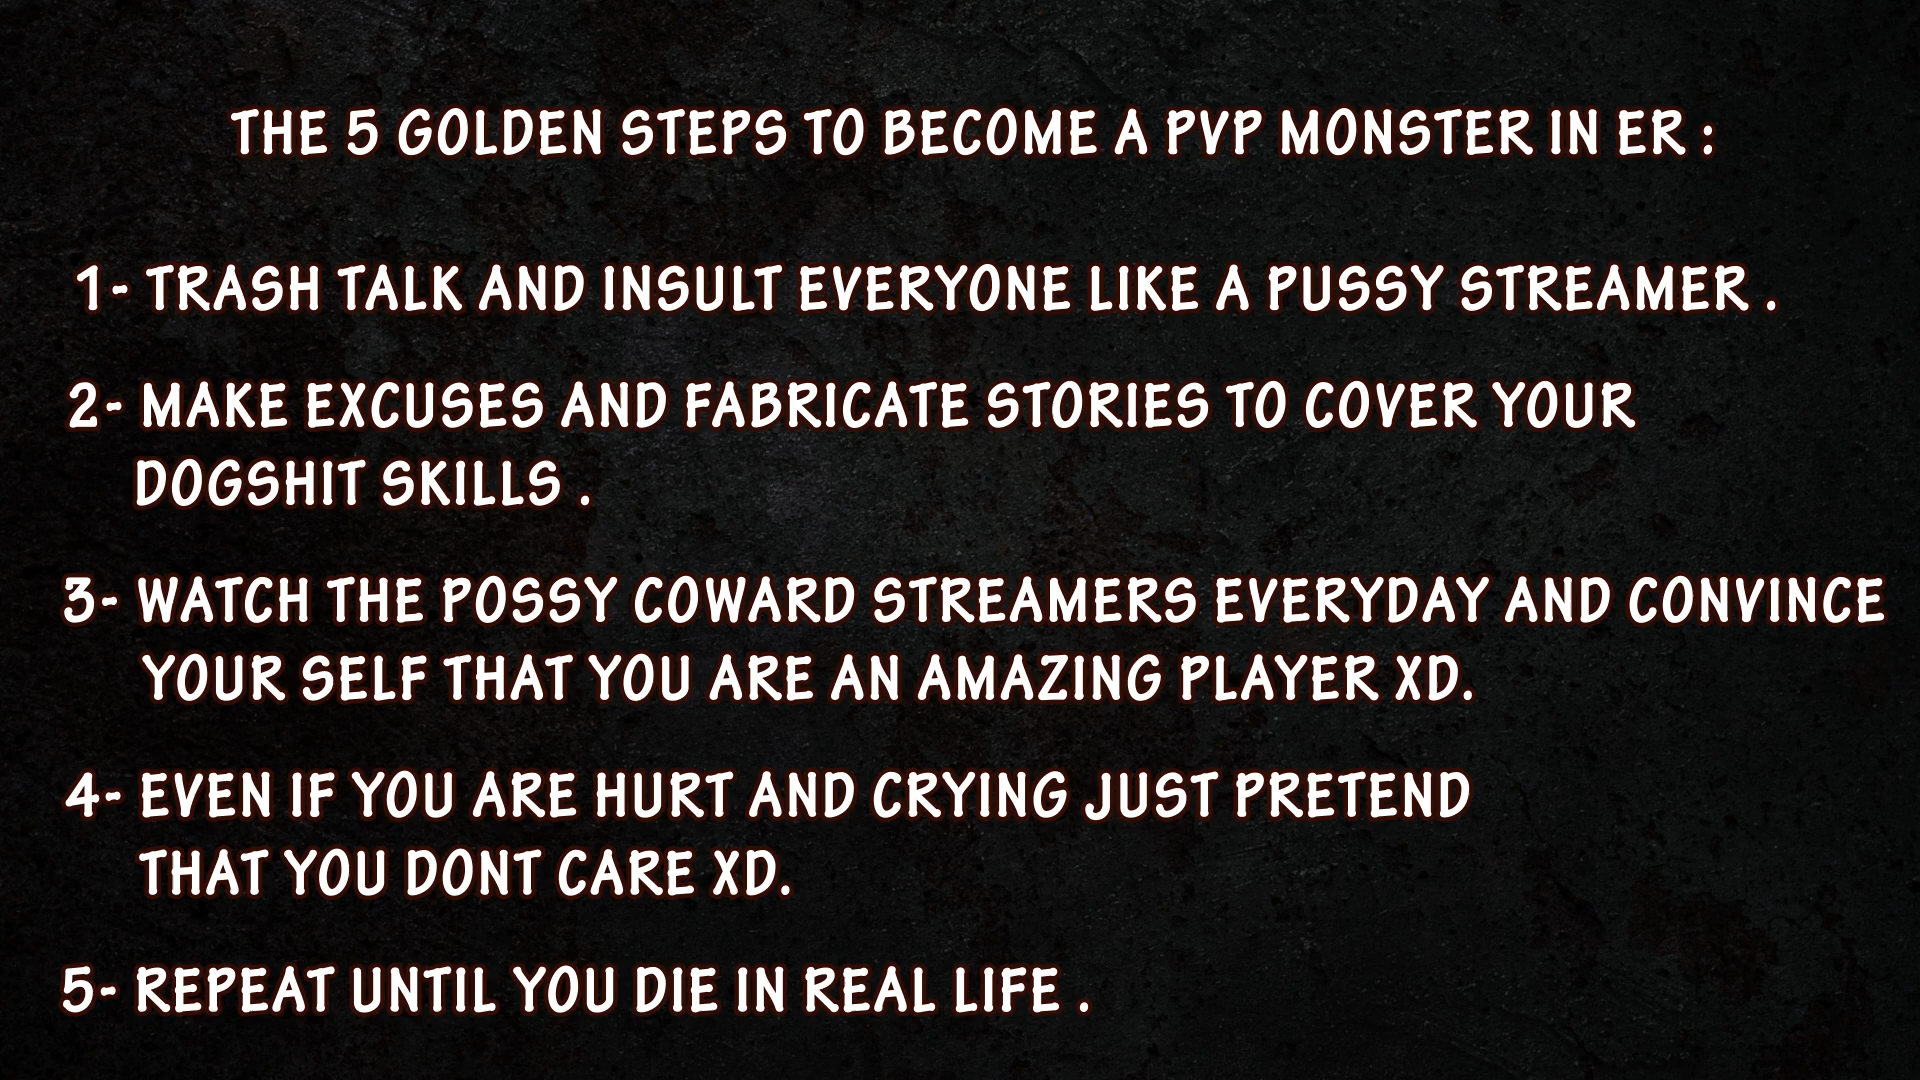 THE 5 GOLDEN STEPS TO BECOME A PVP MONSTER IN ER :
1- TRASH TALK AND INSULT EVERYONE LIKE A PUSSY STREAMER .
2- MAKE EXCUSES AND FABRICATE STORIES TO COVER YOUR
DOGSHIT SKILLS .
3- WATCH THE POSSY COWARD STREAMERS EVERYDAY AND CONVINCE
YOUR SELF THAT YOU ARE AN AMAZING PLAYER XD.
4- EVEN IF YOU ARE HURT AND CRYING JUST PRETEND
THAT YOU DONT CARE XD.
5- REPEAT UNTIL YOU DIE IN REAL LIFE .